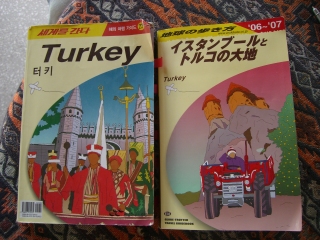 세계를 간다
Turkey
터키
地球の歩き方
'06~'07
イスタンブールと
トルコの大地
Turkey